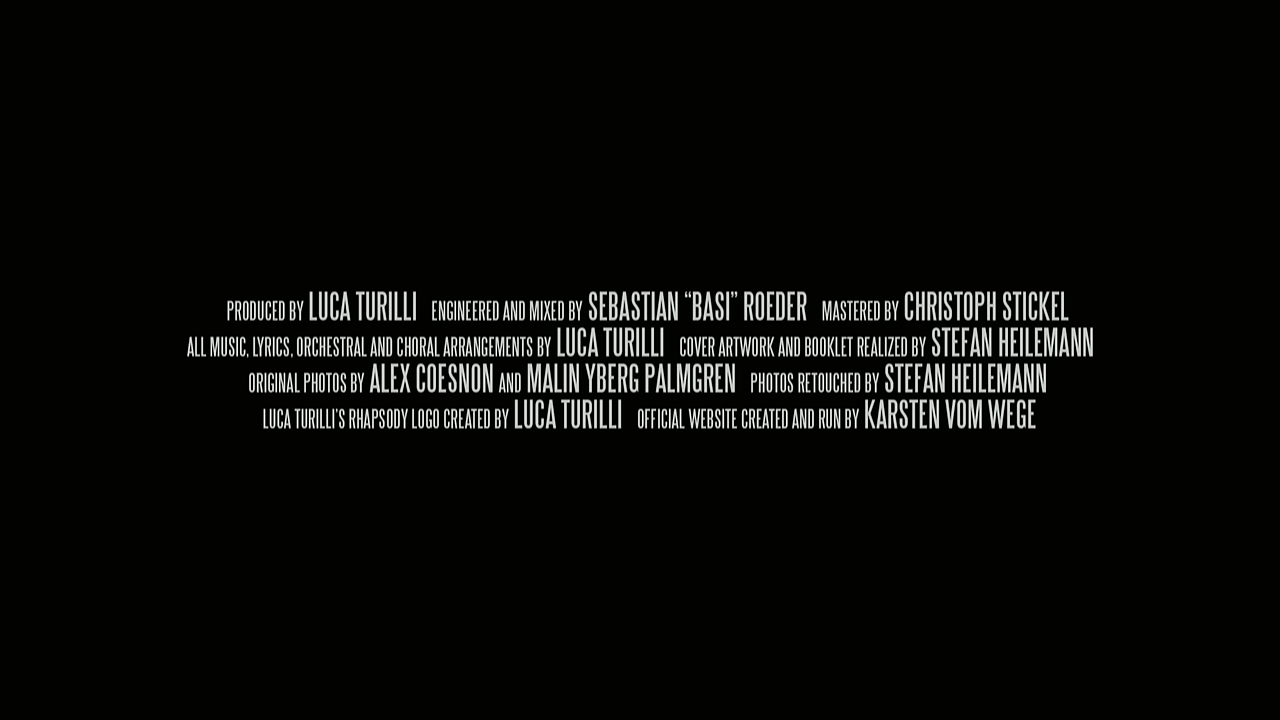 PRODUCED BY LUCA TURILLI ENGINEERED AND MIXED BY SEBASTIAN “BASI” ROEDER MASTERED BY CHRISTOPH STICKEL
ALL MUSIC, LYRICS, ORCHESTRAL AND CHORAL ARRANGEMENTS BY LUCA TURILLI COVER ARTWORK AND BOOKLET REALIZED BY STEFAN HEILEMANN
ORIGINAL PHOTOS BY ALEX COESNON AND MALIN YBERG PALMGREN PHOTOS RETOUCHED BY STEFAN HEILEMANN
LUCA TURILLI’S RHAPSODY LOGO CREATED BY LUCA TURILLI OFFICIAL WEBSITE CREATED AND RUN BY KARSTEN VOM WEGE